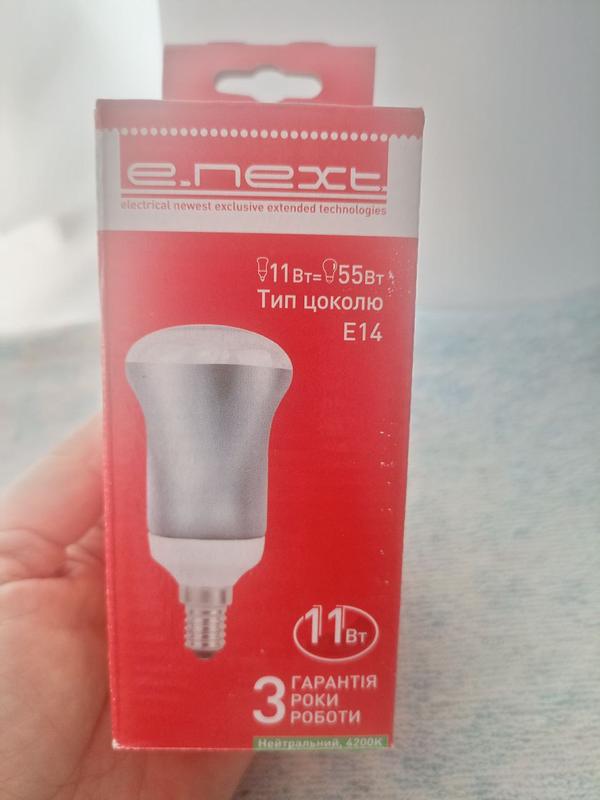 e.next
electrical newest exclusive extended technologies
11Вт=55Вт
Тип цоколю
E14
11Вт
3 ГАРАНТІЯ
РОКИ
РОБОТИ
Нейтральний, 4200K